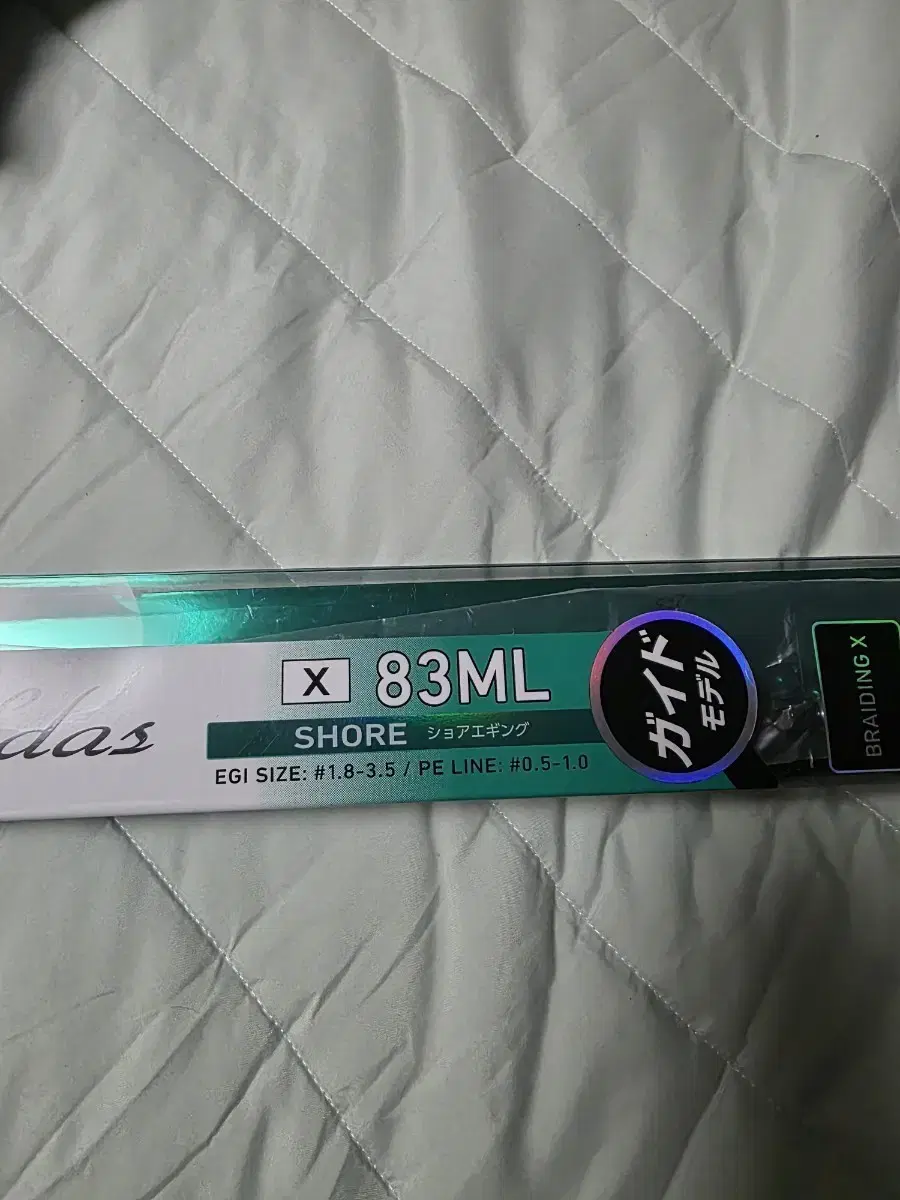 X 83ML
SHORE ショアエギング
EGI SIZE: #1.8-3.5 / PE LINE: #0.5-1.0
ガイド
モデル
BRAIDING X